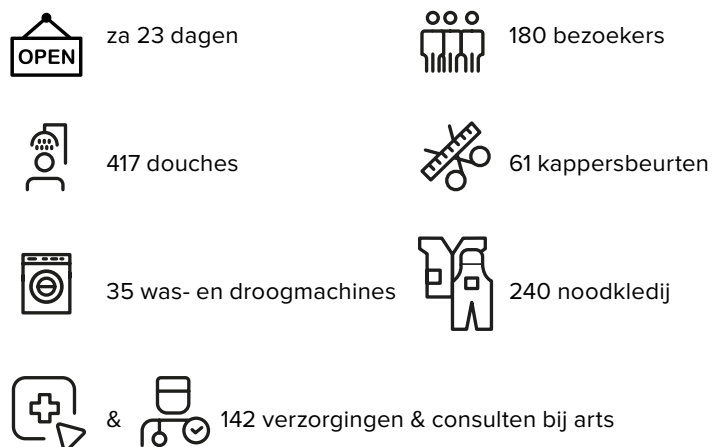 OPEN
za 23 dagen
180 bezoekers
417 douches
61 kappersbeurten
35 was- en droogmachines
240 noodkledij
& 142 verzorgingen & consulten bij arts